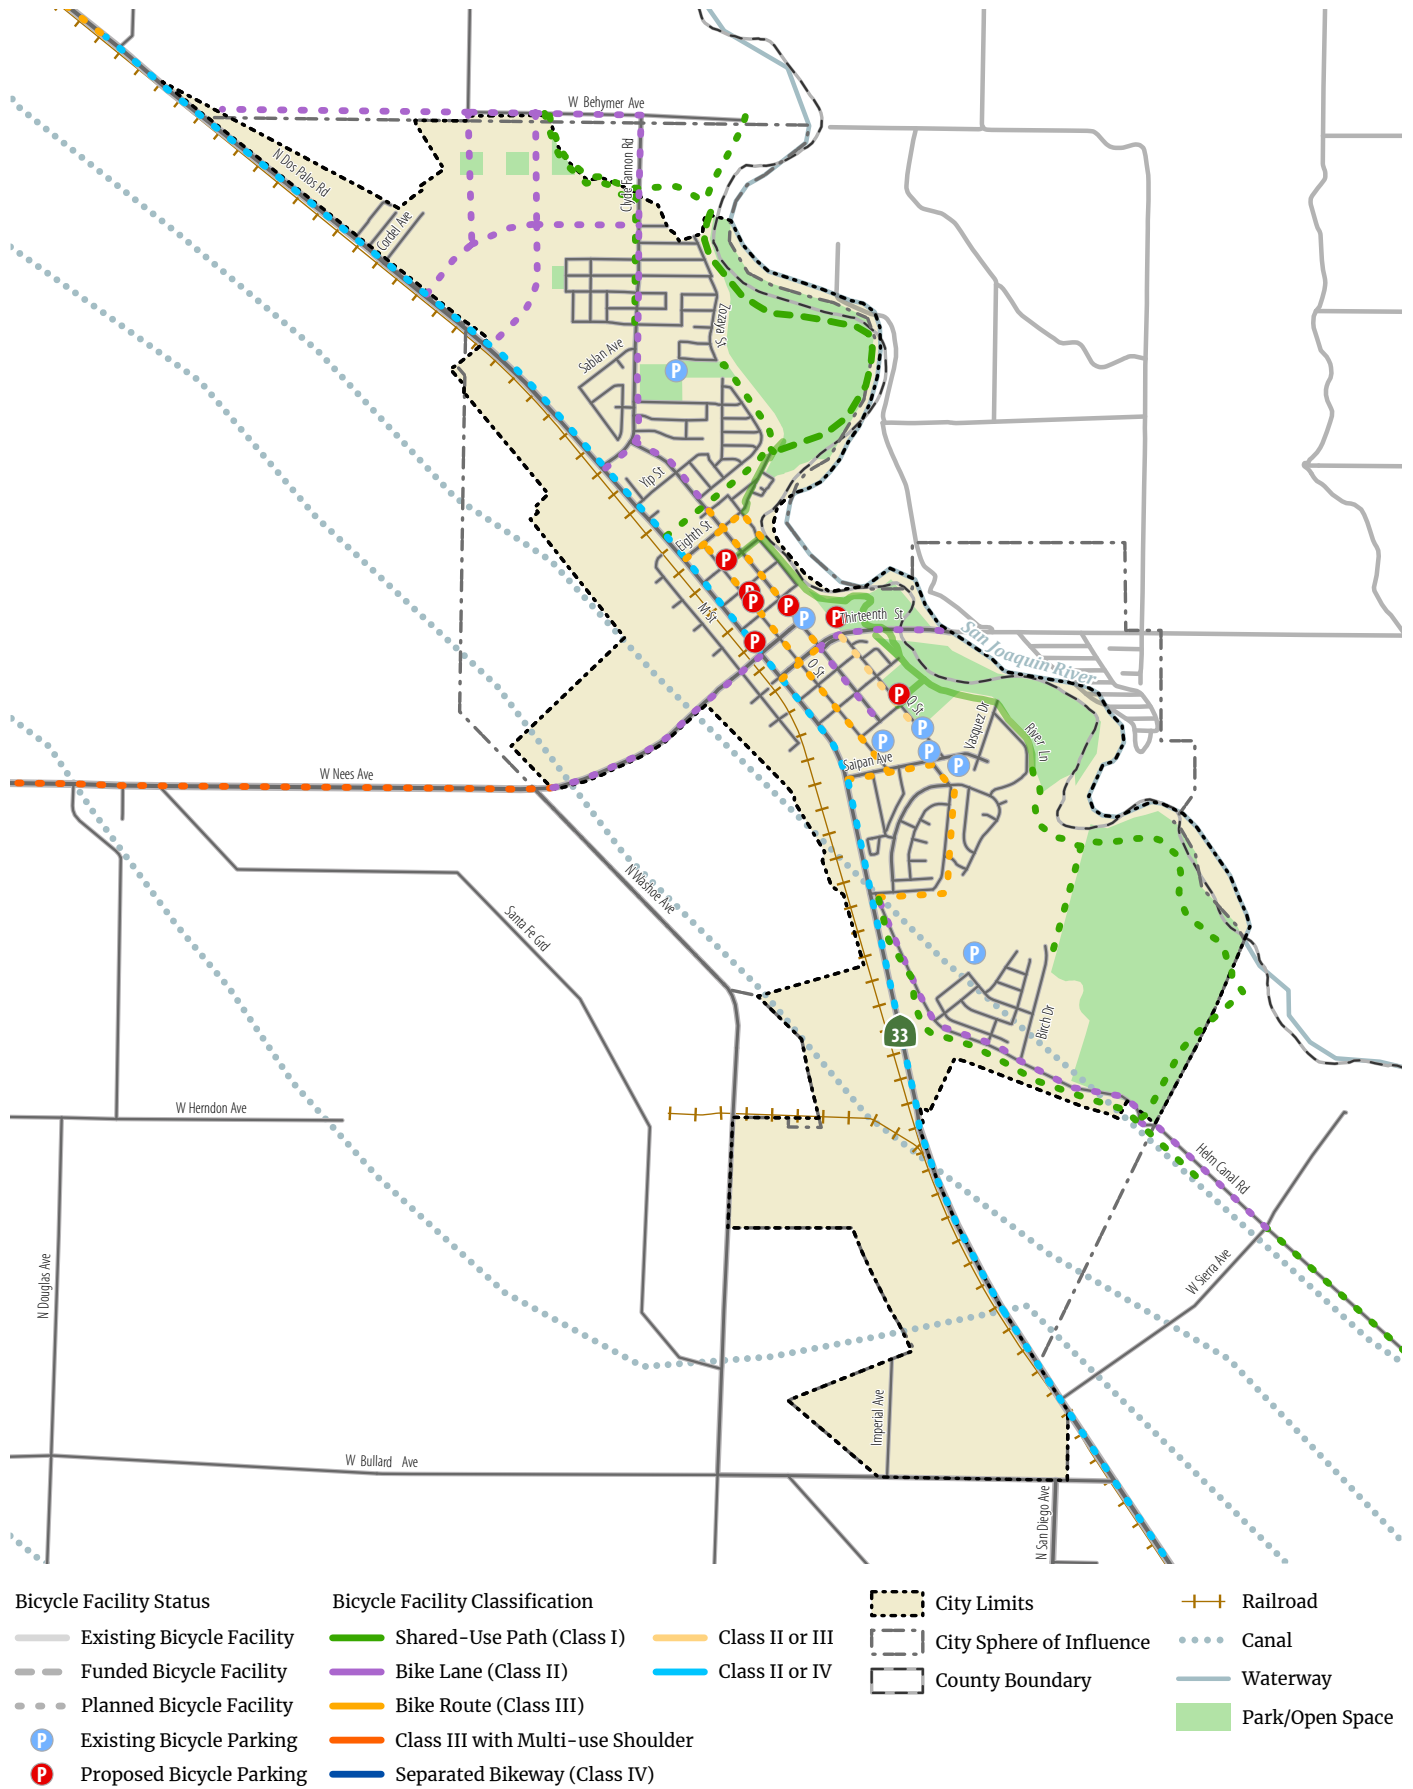 W Behymer Ave
Clyde Fannon Rd
N Dos Palos Rd
Cordel Ave
Zozaya St
Sablan Ave
Yip St
P
Eighth St
P
P
P
P
P
P
Thirteenth St
M St
P
San Joaquin River
O St
P
Q St
P
P
P
P
Vasquez Dr
River Ln
Saipan Ave
W Nees Ave
N Washoe Ave
Santa Fe Grd
P
33
Birch Dr
W Herndon Ave
Helm Canal Rd
N Douglas Ave
W Sierra Ave
Imperial Ave
W Bullard Ave
N San Diego Ave
Bicycle Facility Status
Existing Bicycle Facility
Funded Bicycle Facility
Planned Bicycle Facility
P Existing Bicycle Parking
P Proposed Bicycle Parking
Bicycle Facility Classification
Shared-Use Path (Class I)
Bike Lane (Class II)
Bike Route (Class III)
Class III with Multi-use Shoulder
Separated Bikeway (Class IV)
Class II or III
Class II or IV
City Limits
City Sphere of Influence
County Boundary
Railroad
Canal
Waterway
Park/Open Space